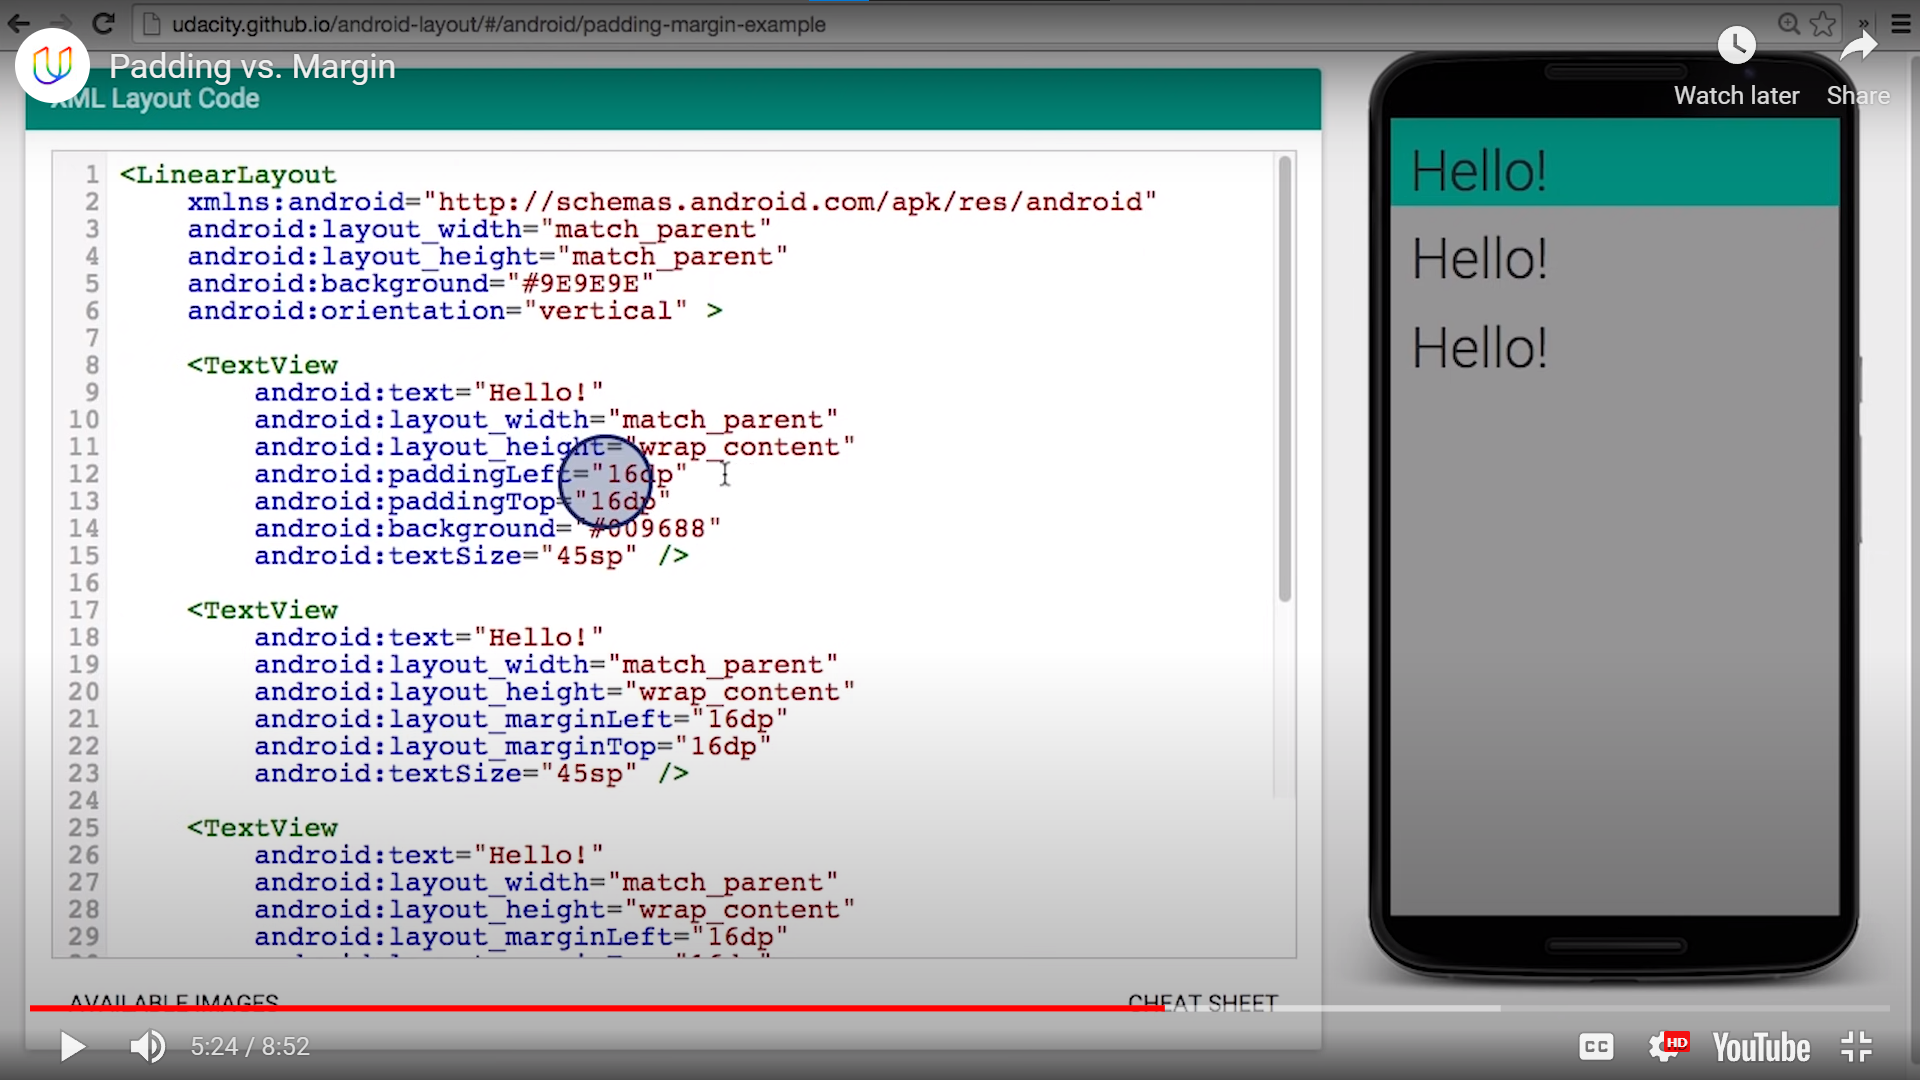 udacity.github.io/android-layout/#/android/padding-margin-example
Padding vs. Margin
Watch later
Share
XML Layout Code
1 <LinearLayout
2 xmlns:android="http://schemas.android.com/apk/res/android"
3 android:layout_width="match_parent"
4 android:layout_height="match_parent"
5 android:background="#9E9E9E"
6 android:orientation="vertical" >
7
8 <TextView
9 android:text="Hello!"
10 android:layout_width="match_parent"
11 android:layout_height="wrap_content"
12 android:paddingLeft="16dp"
13 android:paddingTop="16dp"
14 android:background="#009688"
15 android:textSize="45sp" />
16
17 <TextView
18 android:text="Hello!"
19 android:layout_width="match_parent"
20 android:layout_height="wrap_content"
21 android:layout_marginLeft="16dp"
22 android:layout_marginTop="16dp"
23 android:textSize="45sp" />
24
25 <TextView
26 android:text="Hello!"
27 android:layout_width="match_parent"
28 android:layout_height="wrap_content"
29 android:layout_marginLeft="16dp"
Hello!
Hello!
Hello!
AVAILABLE IMAGES
CHEAT SHEET
5:24 / 8:52
CC
HD
YouTube